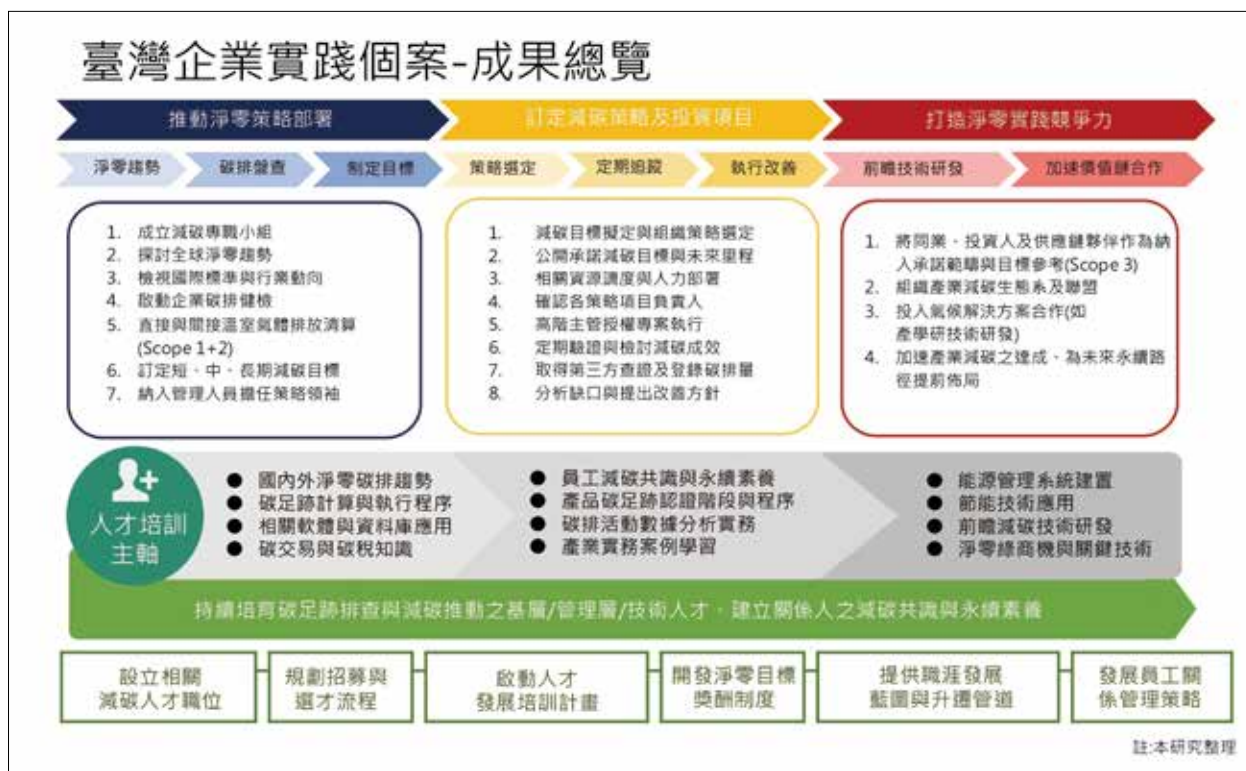 臺灣企業實踐個案-成果總覽
推動淨零策略部署
訂定減碳策略及投資項目
打造淨零實踐競爭力
淨零趨勢
碳排盤查
制定目標
策略選定
定期追蹤
執行改善
前瞻技術研發
加速價值鏈合作
1. 成立減碳專職小組
2. 探討全球淨零趨勢
3. 檢視國際標準與行業動向
4. 啟動企業碳排健檢
5. 直接與間接溫室氣體排放清算
(Scope 1+2)
6. 訂定短、中、長期減碳目標
7. 納入管理人員擔任策略領袖
1. 減碳目標擬定與組織策略選定
2. 公開承諾減碳目標與未來里程
3. 相關資源調度與人力部署
4. 確認各策略項目負責人
5. 高階主管授權專案執行
6. 定期驗證與檢討減碳成效
7. 取得第三方查證及登錄碳排量
8. 分析缺口與提出改善方針
1. 將同業、投資人及供應鏈夥伴作為納
入承諾範疇與目標參考(Scope 3)
2. 組織產業減碳生態系及聯盟
3. 投入氣候解決方案合作(如
產學研技術研發)
4. 加速產業減碳之達成、為未來永續路
徑提前佈局
人才培訓
主軸
● 國內外淨零碳排趨勢
● 碳足跡計算與執行程序
● 相關軟體與資料庫應用
● 碳交易與碳稅知識
● 員工減碳共識與永續素養
● 產品碳足跡認證階段與程序
● 碳排活動數據分析實務
● 產業實務案例學習
● 能源管理系統建置
● 節能技術應用
● 前瞻減碳技術研發
● 淨零綠商機與關鍵技術
持續培育碳足跡排查與減碳推動之基層/管理層/技術人才、建立關係人之減碳共識與永續素養
設立相關
減碳人才職位
規劃招募與
選才流程
啟動人才
發展培訓計畫
開發淨零目標
獎酬制度
提供職涯發展
藍圖與升遷管道
發展員工關
係管理策略
註:本研究整理